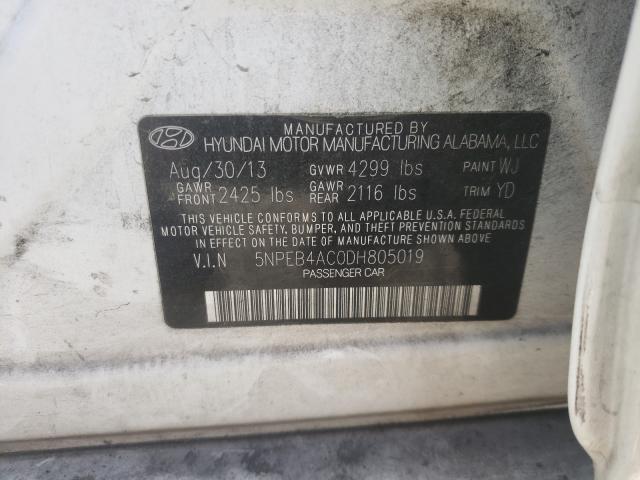 MANUFACTURED BY
HYUNDAI MOTOR MANUFACTURING ALABAMA, LLC
Aug/30/13 GVWR 4299 lbs PAINT WJ
GAWR FRONT 2425 lbs GAWR REAR 2116 lbs TRIM YD
THIS VEHICLE CONFORMS TO ALL APPLICABLE U.S.A. FEDERAL
MOTOR VEHICLE SAFETY, BUMPER, AND THEFT PREVENTION STANDARDS
IN EFFECT ON THE DATE OF MANUFACTURE SHOWN ABOVE.
V.I.N 5NPEB4AC0DH805019
PASSENGER CAR